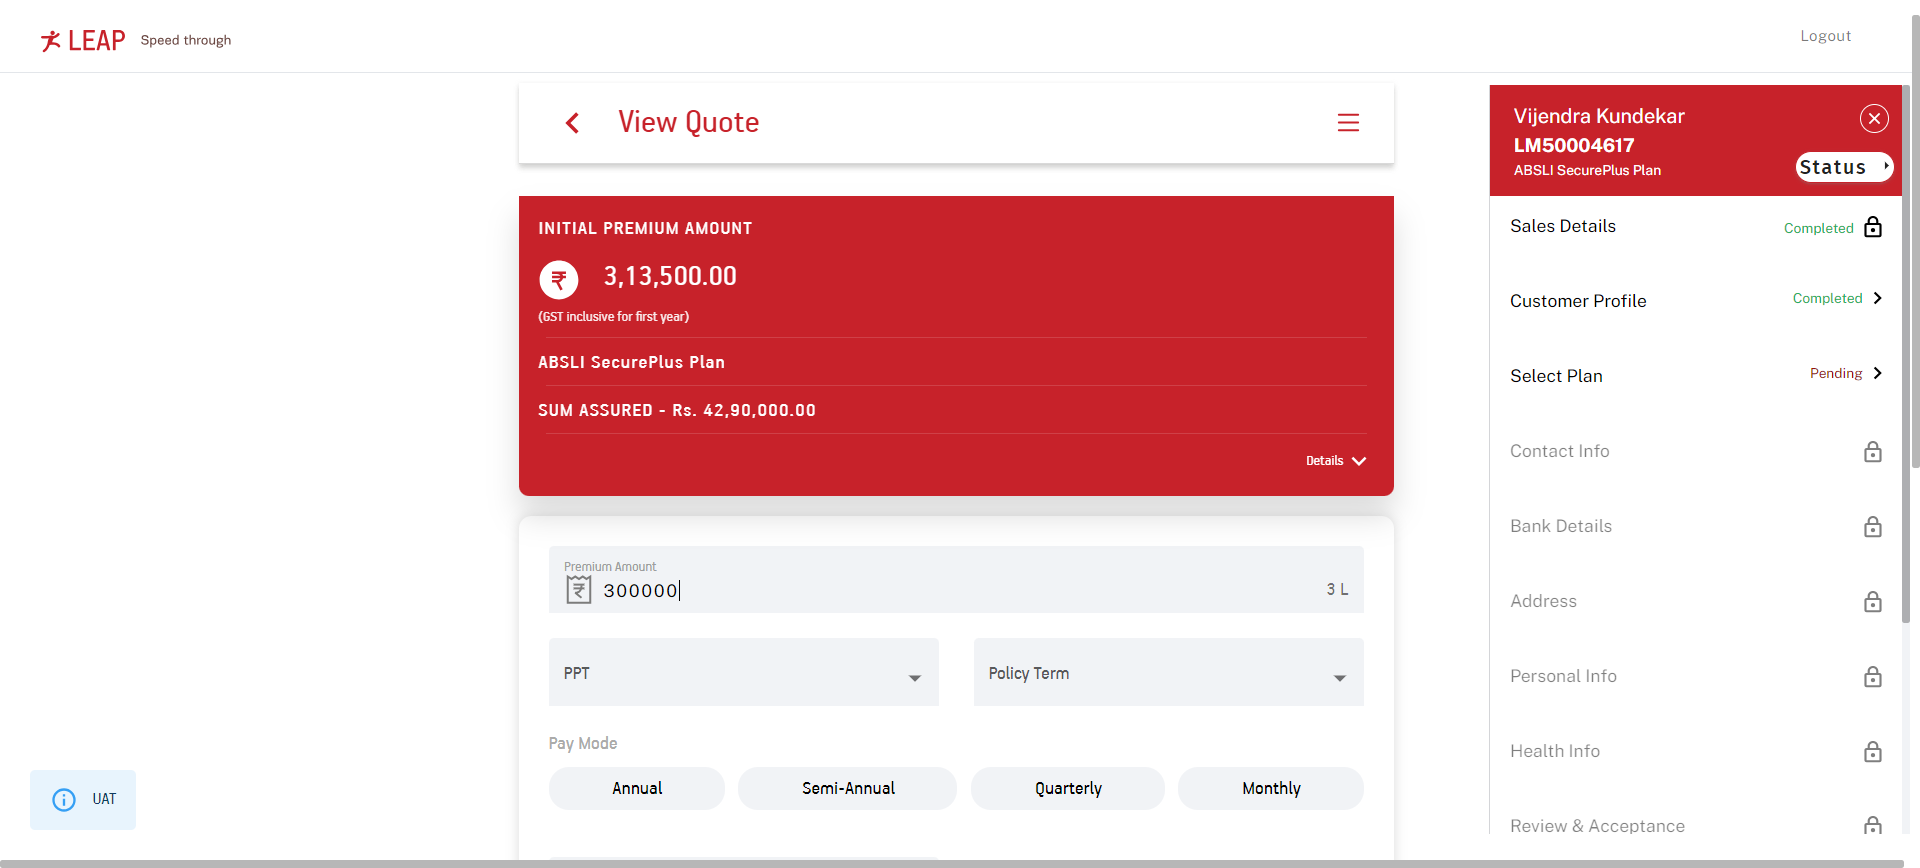 LEAP Speed through
Logout
View Quote
INITIAL PREMIUM AMOUNT
₹ 3,13,500.00
(GST inclusive for first year)
ABSLI SecurePlus Plan
SUM ASSURED - Rs. 42,90,000.00
Details
Premium Amount
₹ 300000 3 L
PPT Policy Term
Pay Mode
Annual Semi-Annual Quarterly Monthly
UAT
Vijendra Kundekar
LM50004617
ABSLI SecurePlus Plan
Status
Sales Details Completed
Customer Profile Completed
Select Plan Pending
Contact Info
Bank Details
Address
Personal Info
Health Info
Review & Acceptance